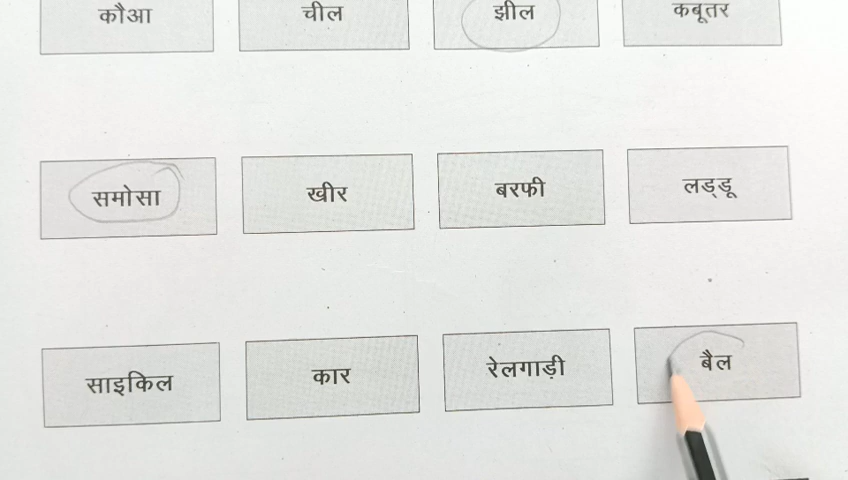 कौआ चील झील कबूतर
समोसा खीर बरफी लड्डू
साइकिल कार रेलगाड़ी बैल